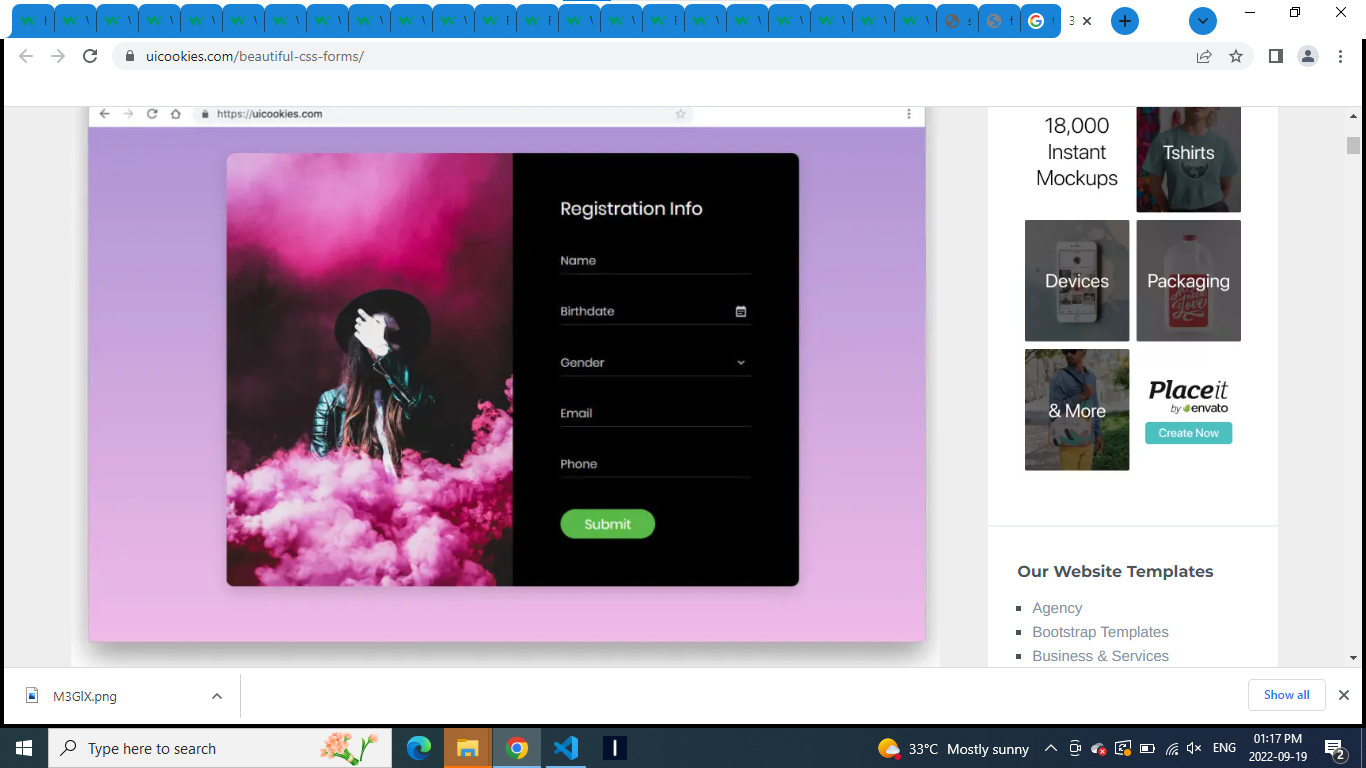 uicookies.com/beautiful-css-forms/
https://uicookies.com
Registration Info
Name
Birthdate
Gender
Email
Phone
Submit
18,000
Instant
Mockups
Tshirts
Devices
Packaging
& More
Placeit
by envato
Create Now
Our Website Templates
Agency
Bootstrap Templates
Business & Services
M3GlX.png
Show all
Type here to search
33°C Mostly sunny
ENG
01:17 PM
2022-09-19
2